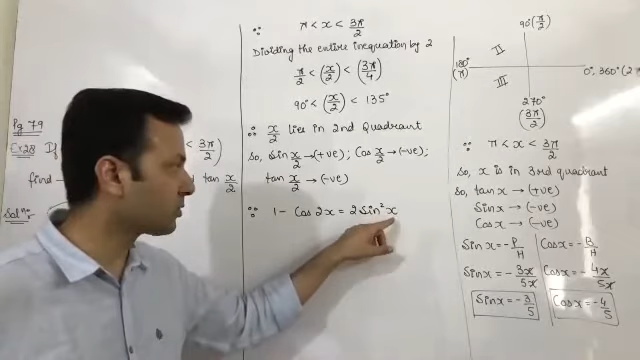 Pg 79
Ex28 If
< 3π/2)
find -
tan x/2
Solnº:
∵ π < x < 3π/2
Dividing the entire inequation by 2
π/2 < (x/2) < (3π/4)
90° < (x/2) < 135°
∵ x/2 lies in 2nd Quadrant
So, Sin x/2 → (+ve); Cos x/2 → (-ve);
tan x/2 → (-ve)
∵ 1 - Cos 2x = 2 Sin² x
90° (π/2)
II
180°
(π)
0°, 360° (2π
III
270°
(3π/2)
∵ π < x < 3π/2
So, x is in 3rd quadrant
So, tan x → (+ve)
Sin x → (-ve)
Cos x → (-ve)
Sin x = - P/H
Sin x = - 3x/5x
Sin x = - 3/5
Cos x = - B/H
Cos x = - 4x/5x
Cos x = - 4/5